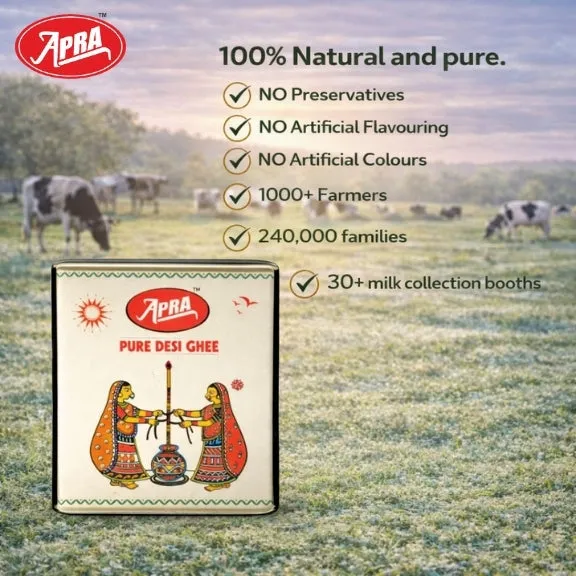 APRA
TM
100% Natural and pure.
NO Preservatives
NO Artificial Flavouring
NO Artificial Colours
1000+ Farmers
240,000 families
30+ milk collection booths
APRA
TM
PURE DESI GHEE